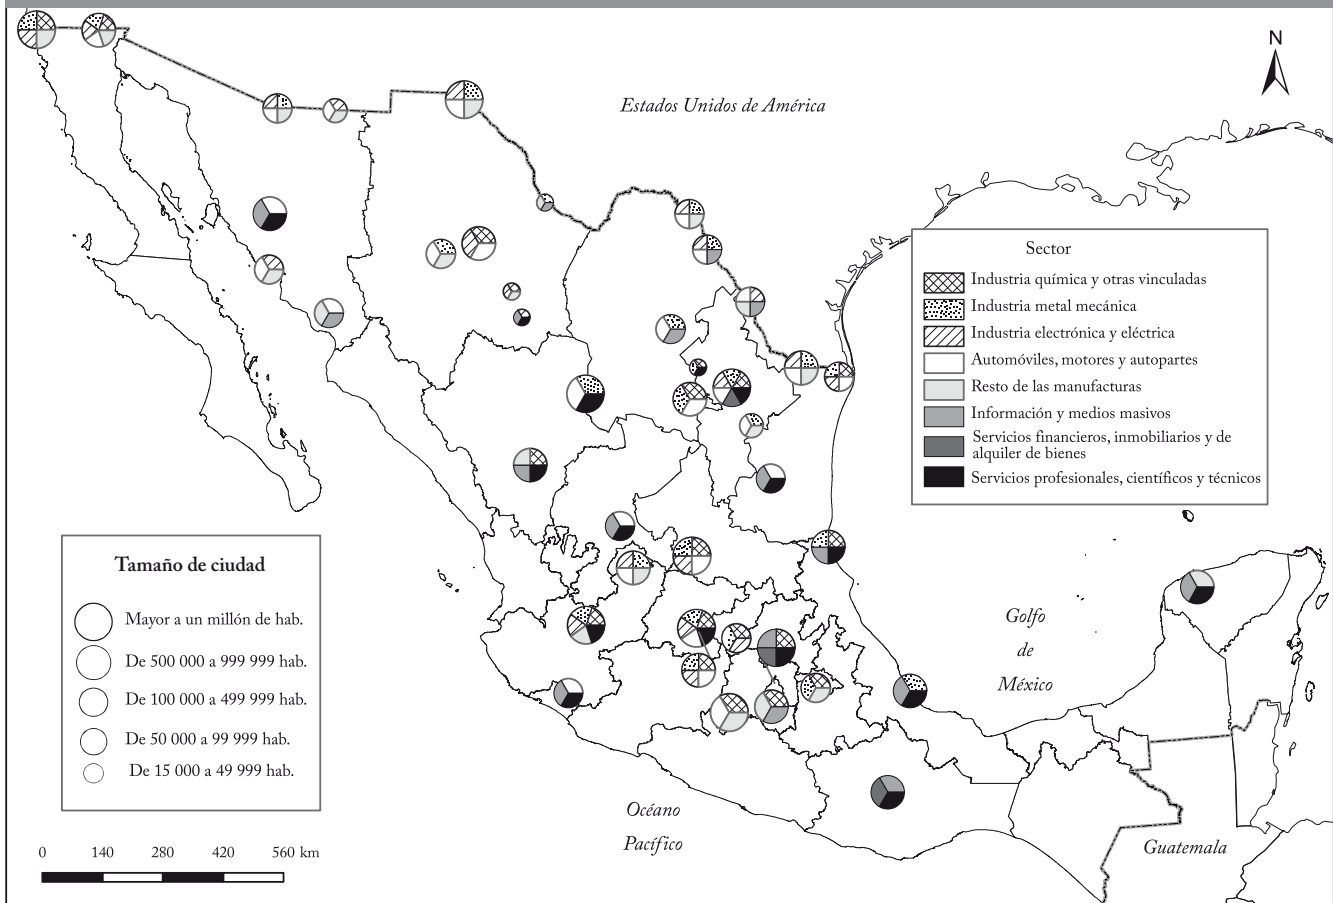 N
Estados Unidos de América
Sector
Industria química y otras vinculadas
Industria metal mecánica
Industria electrónica y eléctrica
Automóviles, motores y autopartes
Resto de las manufacturas
Información y medios masivos
Servicios financieros, inmobiliarios y de
alquiler de bienes
Servicios profesionales, científicos y técnicos
Tamaño de ciudad
Mayor a un millón de hab.
De 500 000 a 999 999 hab.
De 100 000 a 499 999 hab.
De 50 000 a 99 999 hab.
De 15 000 a 49 999 hab.
Golfo
de
México
Océano
Pacífico
Guatemala
0 140 280 420 560 km